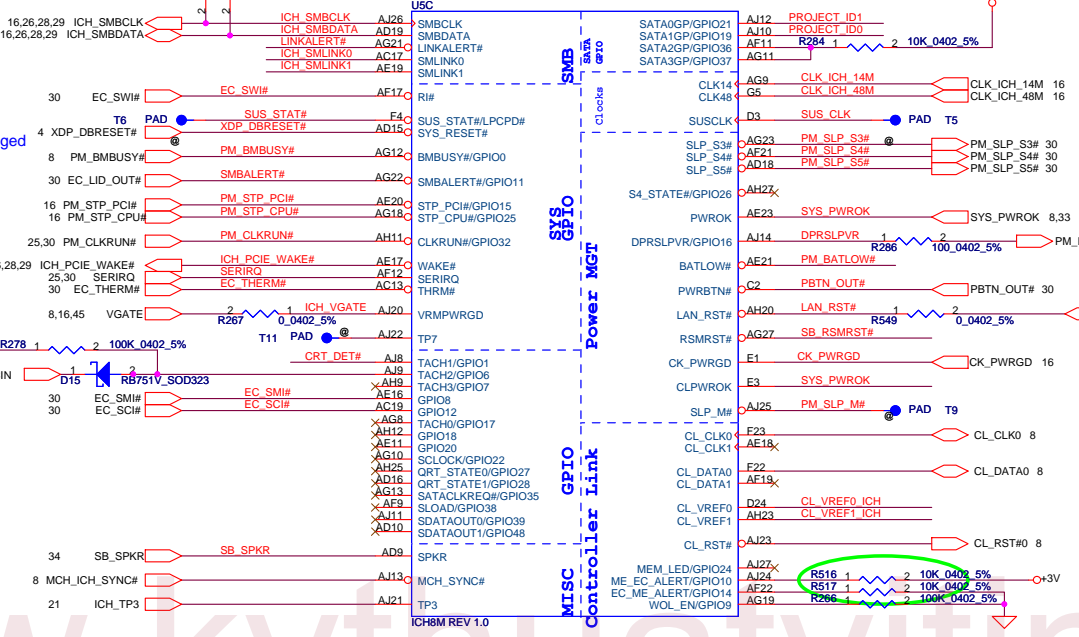 U5C
2 2
16,26,28,29 ICH_SMBCLK ICH_SMBCLK AJ26 SMBCLK SATA0GP/GPIO21 AJ12 PROJECT_ID1
16,26,28,29 ICH_SMBDATA ICH_SMBDATA AD19 SMBDATA SATA1GP/GPIO19 AJ10 PROJECT_ID0
LINKALERT# AG21 LINKALERT# SATA2GP/GPIO36 AF11 R284 1 2 10K_0402_5%
ICH_SMLINK0 AC17 SMLINK0 SATA3GP/GPIO37 AG11
ICH_SMLINK1 AE19 SMLINK1
SMB
SATA
GPIO
CLK14 AG9 CLK_ICH_14M CLK_ICH_14M 16
30 EC_SWI# EC_SWI# AF17 RI# CLK48 G5 CLK_ICH_48M CLK_ICH_48M 16
Clocks
T6 PAD SUS_STAT# F4 SUS_STAT#/LPCPD# SUSCLK D3 SUS_CLK PAD T5
4 XDP_DBRESET# XDP_DBRESET# AD15 SYS_RESET#
@ @
ged
SLP_S3# AG23 PM_SLP_S3# PM_SLP_S3# 30
8 PM_BMBUSY# PM_BMBUSY# AG12 BMBUSY#/GPIO0 SLP_S4# AF21 PM_SLP_S4# PM_SLP_S4# 30
SLP_S5# AD18 PM_SLP_S5# PM_SLP_S5# 30
30 EC_LID_OUT# SMBALERT# AG22 SMBALERT#/GPIO11
S4_STATE#/GPIO26 AH27
16 PM_STP_PCI# PM_STP_PCI# AE20 STP_PCI#/GPIO15
16 PM_STP_CPU# PM_STP_CPU# AG18 STP_CPU#/GPIO25 PWROK AE23 SYS_PWROK SYS_PWROK 8,33
SYS
GPIO
25,30 PM_CLKRUN# PM_CLKRUN# AH11 CLKRUN#/GPIO32 DPRSLPVR/GPIO16 AJ14 DPRSLPVR R286 1 2 100_0402_5%
Power MGT
,28,29 ICH_PCIE_WAKE# ICH_PCIE_WAKE# AE17 WAKE# BATLOW# AE21 PM_BATLOW#
25,30 SERIRQ SERIRQ AF12 SERIRQ
30 EC_THERM# EC_THERM# AC13 THRM# PWRBTN# C2 PBTN_OUT# PBTN_OUT# 30
8,16,45 VGATE R267 2 1 0_0402_5% ICH_VGATE AJ20 VRMPWRGD LAN_RST# AH20 LAN_RST# R549 1 2 0_0402_5%
T11 PAD @ AJ22 TP7 RSMRST# AG27 SB_RSMRST#
R278 1 2 100K_0402_5%
CRT_DET# AJ8 TACH1/GPIO1 CK_PWRGD E1 CK_PWRGD CK_PWRGD 16
IN D15 1 2 RB751V_SOD323 AJ9 TACH2/GPIO6
AH9 TACH3/GPIO7 CLPWROK E3 SYS_PWROK
30 EC_SMI# EC_SMI# AE16 GPIO8
30 EC_SCI# EC_SCI# AC19 GPIO12 SLP_M# AJ25 PM_SLP_M# @ PAD T9
AG8 TACH0/GPIO17
AH12 GPIO18 CL_CLK0 F23 CL_CLK0 8
AE11 GPIO20 CL_CLK1 AE18
AG10 SCLOCK/GPIO22
AH25 QRT_STATE0/GPIO27 CL_DATA0 F22 CL_DATA0 8
AD16 QRT_STATE1/GPIO28 CL_DATA1 AF19
AG13 SATACLKREQ#/GPIO35
AF9 SLOAD/GPIO38 CL_VREF0 D24 CL_VREF0_ICH
AJ11 SDATAOUT0/GPIO39 CL_VREF1 AH23 CL_VREF1_ICH
AD10 SDATAOUT1/GPIO48
GPIO
Controller Link
CL_RST# AJ23 CL_RST#0 8
34 SB_SPKR SB_SPKR AD9 SPKR
MEM_LED/GPIO24 AJ27
8 MCH_ICH_SYNC# AJ13 MCH_SYNC# ME_EC_ALERT/GPIO10 AJ24 R516 1 2 10K_0402_5% +3V
EC_ME_ALERT/GPIO14 AF22 R517 1 2 10K_0402_5%
21 ICH_TP3 AJ21 TP3 WOL_EN/GPIO9 AG19 R266 1 2 100K_0402_5%
MISC
ICH8M REV 1.0